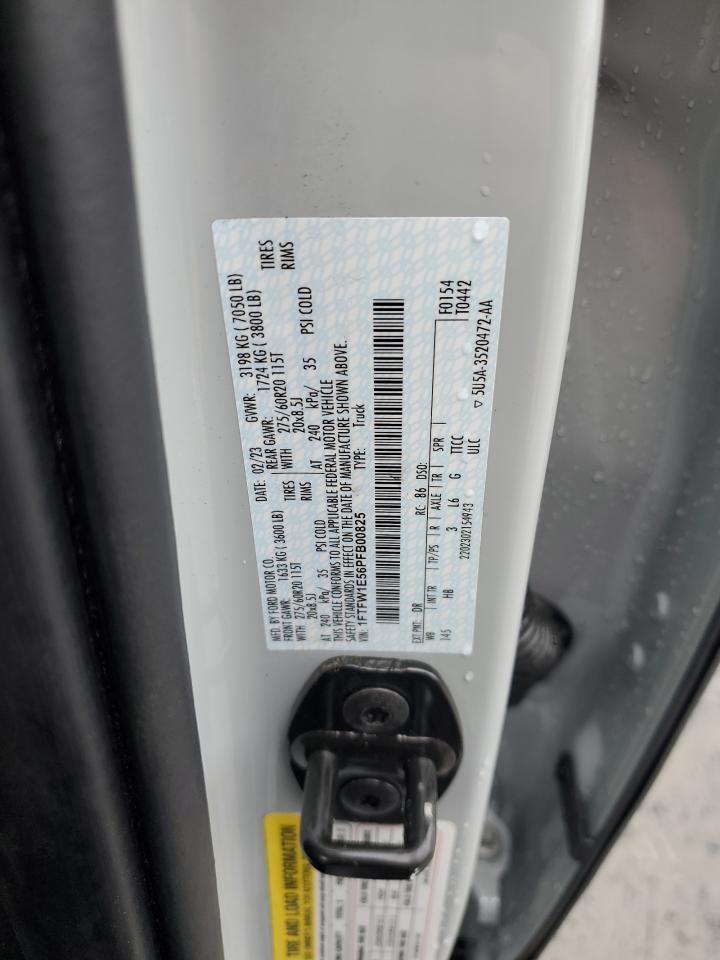 MFD. BY FORD MOTOR CO.
DATE: 02/23 GVWR: 3198 KG ( 7050 LB)
FRONT GAWR: 1633 KG ( 3600 LB) REAR GAWR: 1724 KG ( 3800 LB)
WITH 275/60R20 115T TIRES WITH 275/60R20 115T TIRES
20x8.5J RIMS 20x8.5J RIMS
AT 240 kPa/ 35 PSI COLD AT 240 kPa/ 35 PSI COLD
THIS VEHICLE CONFORMS TO ALL APPLICABLE FEDERAL MOTOR VEHICLE
SAFETY STANDARDS IN EFFECT ON THE DATE OF MANUFACTURE SHOWN ABOVE.
VIN: 1FTFW1E56PFB00825 TYPE: Truck
EXT PNT: DR RC: 86 DSO: F0154
WB INT TR TP/PS R AXLE TR SPR T0442
145 HB 3 L6 G TTCC
ULC
2202302154943 ▽ 5U5A-3520472-AA
TIRE AND LOAD INFORMATION